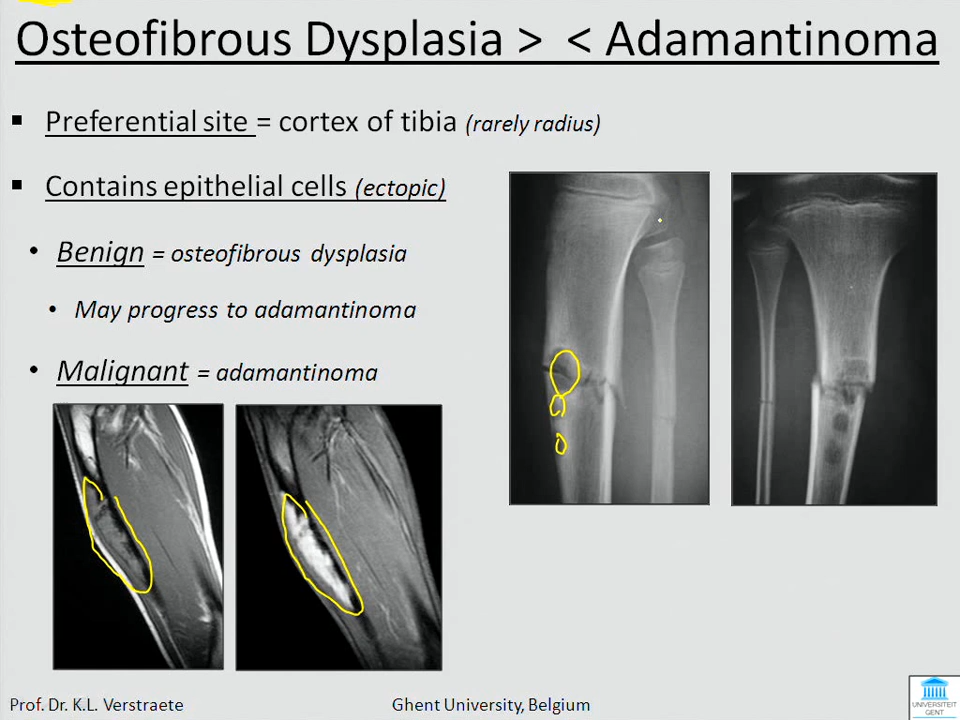 Osteofibrous Dysplasia > < Adamantinoma
▪ Preferential site = cortex of tibia (rarely radius)
▪ Contains epithelial cells (ectopic)
• Benign = osteofibrous dysplasia
• May progress to adamantinoma
• Malignant = adamantinoma
Prof. Dr. K.L. Verstraete
Ghent University, Belgium
UNIVERSITEIT
GENT